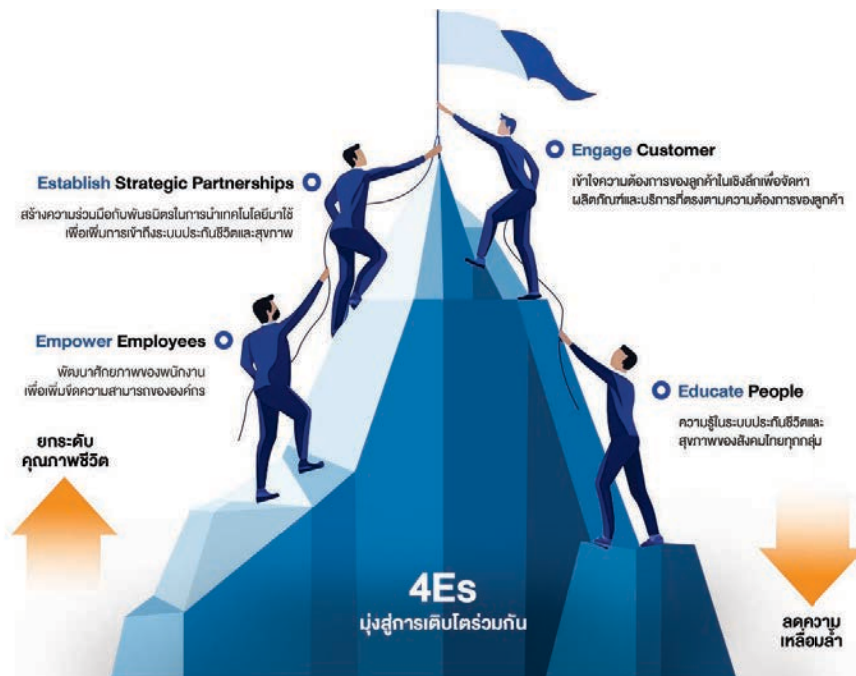 Establish Strategic Partnerships
สร้างความร่วมมือกับพันธมิตรในการนำเทคโนโลยีมาใช้
เพื่อเพิ่มการเข้าถึงระบบประกันชีวิตและสุขภาพ
Engage Customer
เข้าใจความต้องการของลูกค้าในเชิงลึกเพื่อจัดหา
ผลิตภัณฑ์และบริการที่ตรงตามความต้องการของลูกค้า
Empower Employees
พัฒนาศักยภาพของพนักงาน
เพื่อเพิ่มขีดความสามารถขององค์กร
Educate People
ความรู้ในระบบประกันชีวิตและ
สุขภาพของสังคมไทยทุกกลุ่ม
ยกระดับ
คุณภาพชีวิต
4Es
มุ่งสู่การเติบโตร่วมกัน
ลดความ
เหลื่อมล้ำ